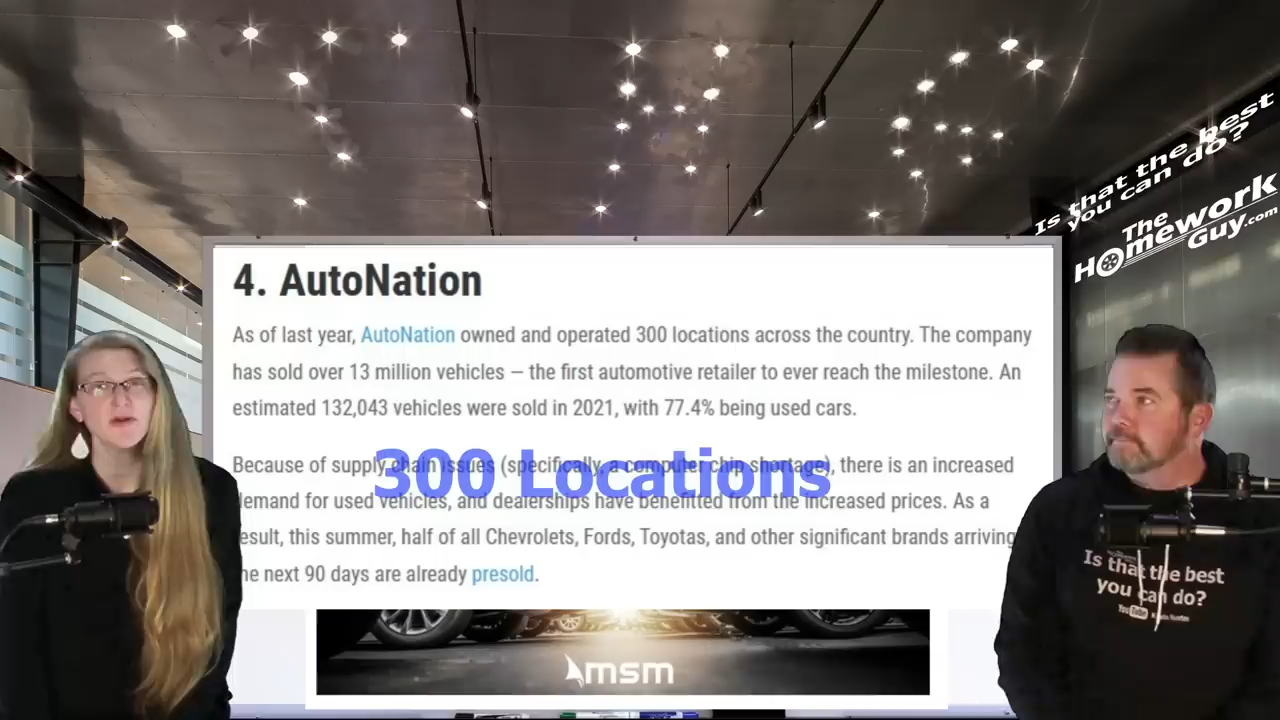 Is that the best
you can do?
The
Homework
Guy.com
4. AutoNation
As of last year, AutoNation owned and operated 300 locations across the country. The company
has sold over 13 million vehicles — the first automotive retailer to ever reach the milestone. An
estimated 132,043 vehicles were sold in 2021, with 77.4% being used cars.
Because of supply chain issues (specifically, a computer chip shortage), there is an increased
300 Locations
demand for used vehicles, and dealerships have benefitted from the increased prices. As a
result, this summer, half of all Chevrolets, Fords, Toyotas, and other significant brands arriving
he next 90 days are already presold.
msm
Is that the best
you can do?
YouTube